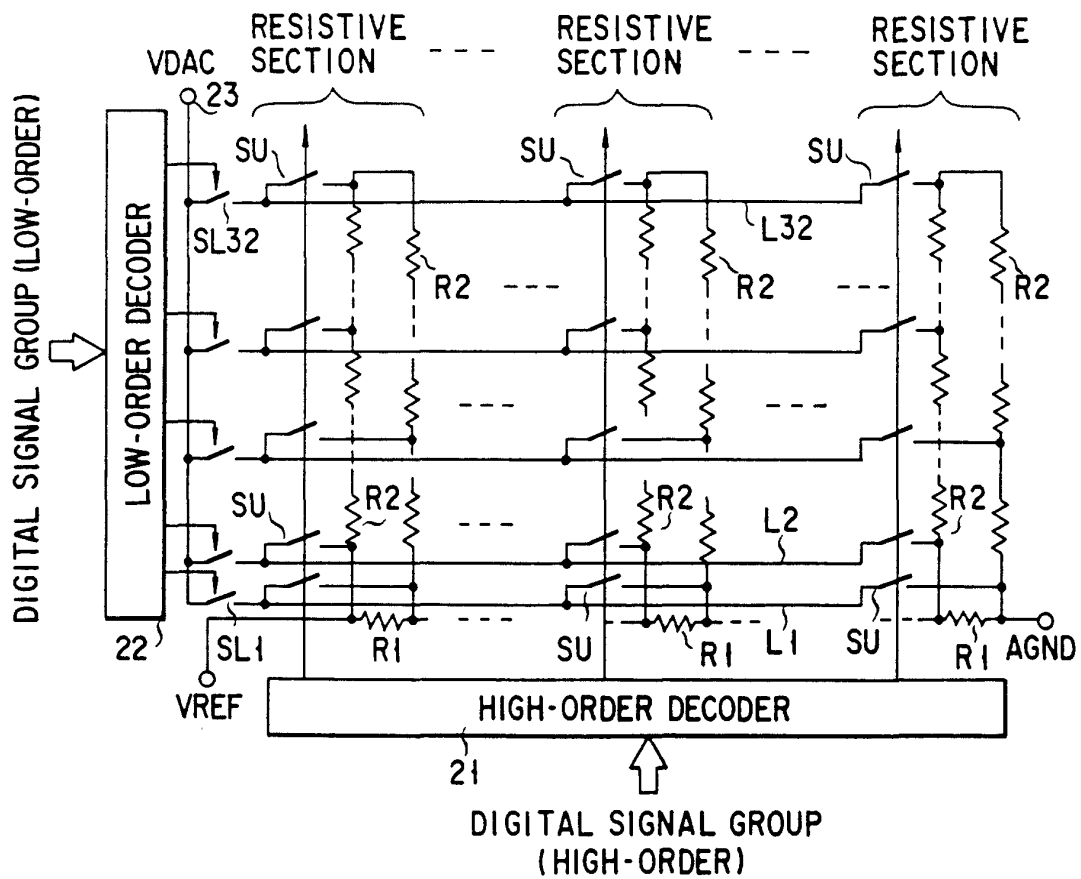 RESISTIVE SECTION
RESISTIVE SECTION
RESISTIVE SECTION
VDAC
23
SU
SU
SU
SL32
L32
R2
R2
R2
DIGITAL SIGNAL GROUP (LOW-ORDER)
LOW-ORDER DECODER
SU
R2
R2
L2
R2
22
SL1
R1
SU
R1
L1
SU
R1
AGND
VREF
HIGH-ORDER DECODER
21
DIGITAL SIGNAL GROUP
(HIGH-ORDER)